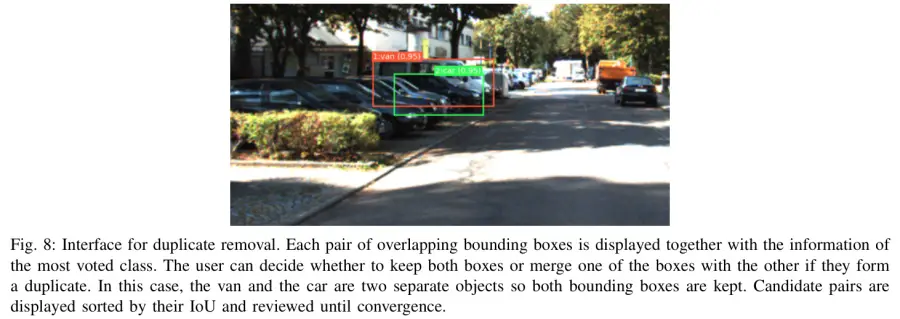 1:van (0.95)
2:car (0.95)
Fig. 8: Interface for duplicate removal. Each pair of overlapping bounding boxes is displayed together with the information of
the most voted class. The user can decide whether to keep both boxes or merge one of the boxes with the other if they form
a duplicate. In this case, the van and the car are two separate objects so both bounding boxes are kept. Candidate pairs are
displayed sorted by their IoU and reviewed until convergence.